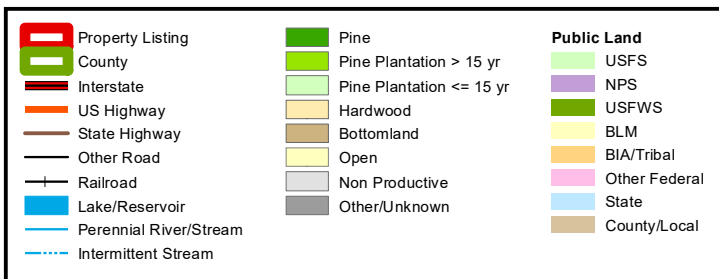 Property Listing
County
Interstate
US Highway
State Highway
Other Road
Railroad
Lake/Reservoir
Perennial River/Stream
Intermittent Stream
Pine
Pine Plantation > 15 yr
Pine Plantation <= 15 yr
Hardwood
Bottomland
Open
Non Productive
Other/Unknown
Public Land
USFS
NPS
USFWS
BLM
BIA/Tribal
Other Federal
State
County/Local